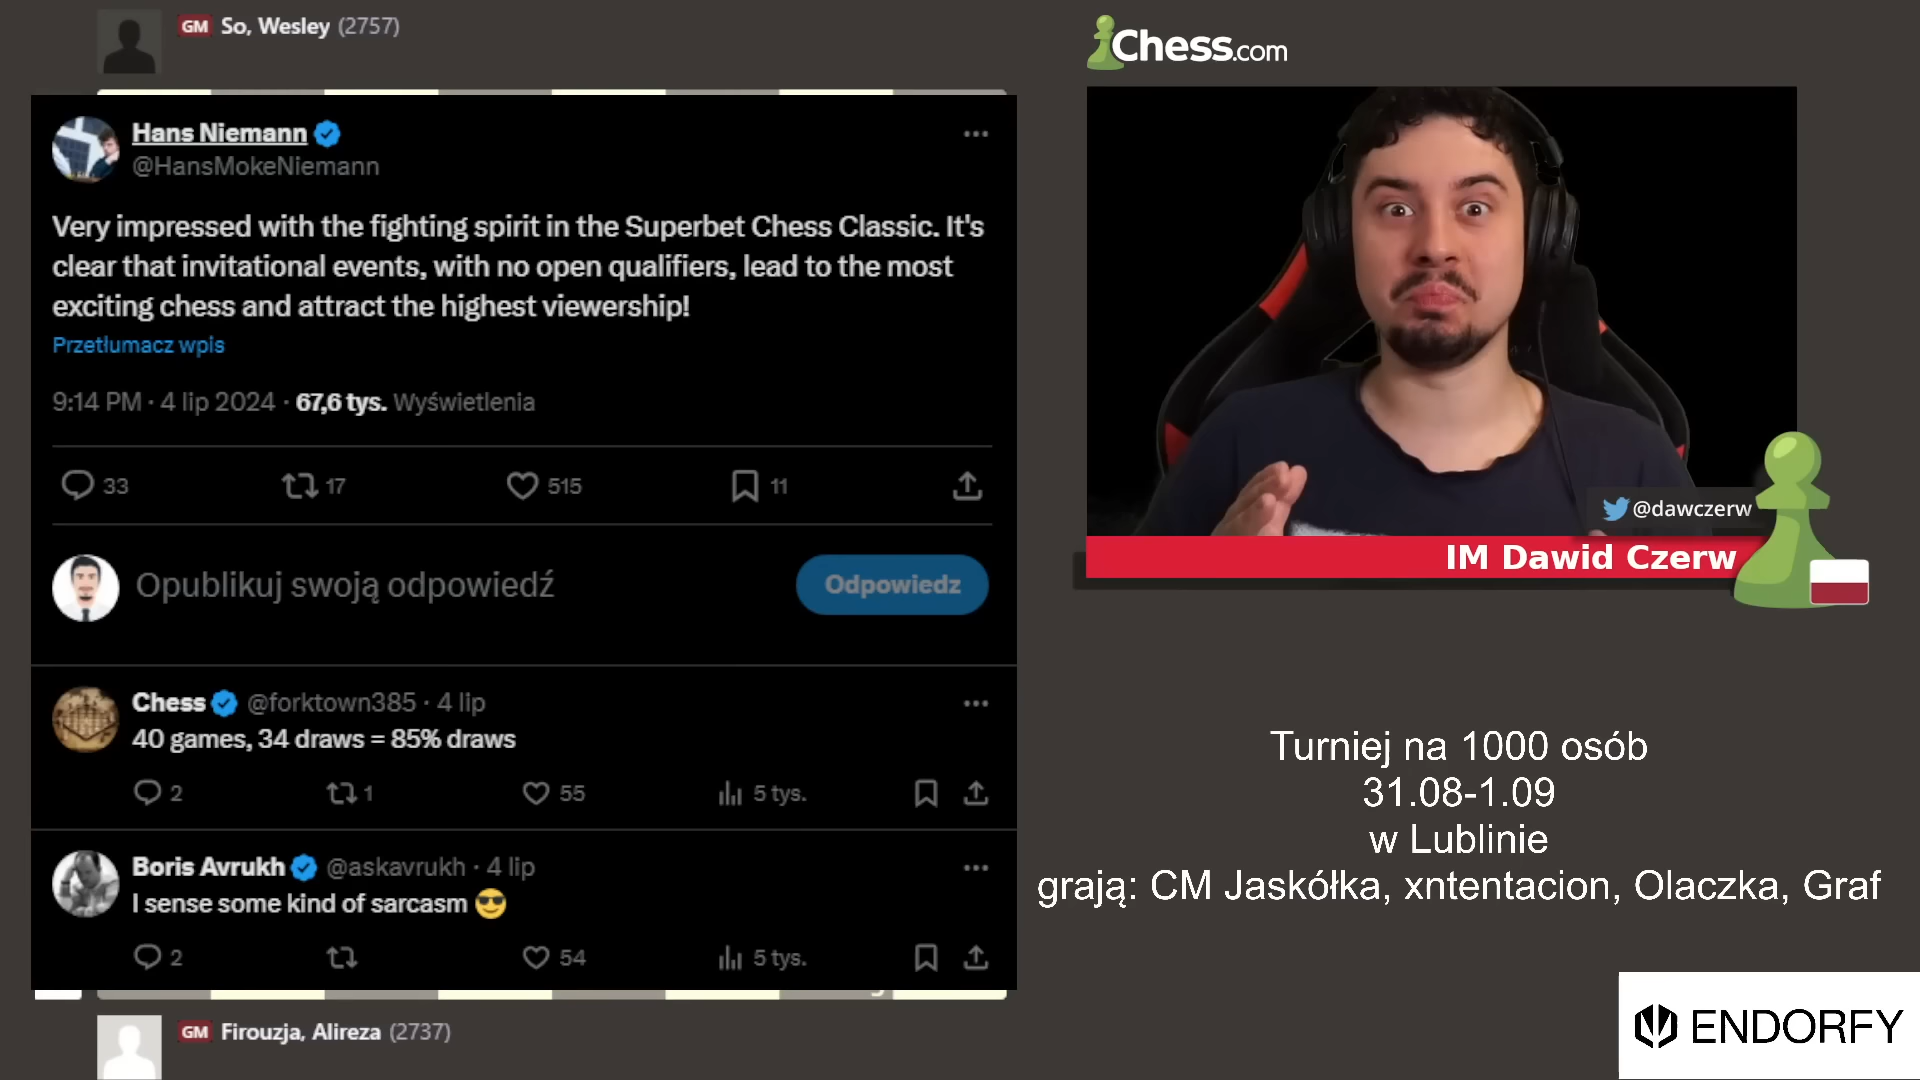 GM So, Wesley (2757)
Hans Niemann
@HansMokeNiemann
Very impressed with the fighting spirit in the Superbet Chess Classic. It's
clear that invitational events, with no open qualifiers, lead to the most
exciting chess and attract the highest viewership!
Przetłumacz wpis
9:14 PM · 4 lip 2024 · 67,6 tys. Wyświetlenia
33 17 515 11
Opublikuj swoją odpowiedź
Odpowiedz
Chess @forktown385 · 4 lip
40 games, 34 draws = 85% draws
2 1 55 5 tys.
Boris Avrukh @askavrukh · 4 lip
I sense some kind of sarcasm 😎
2 54 5 tys.
GM Firouzja, Alireza (2737)
Chess.com
@dawczerw
IM Dawid Czerw
Turniej na 1000 osób
31.08-1.09
w Lublinie
grają: CM Jaskółka, xntentacion, Olaczka, Graf
ENDORFY